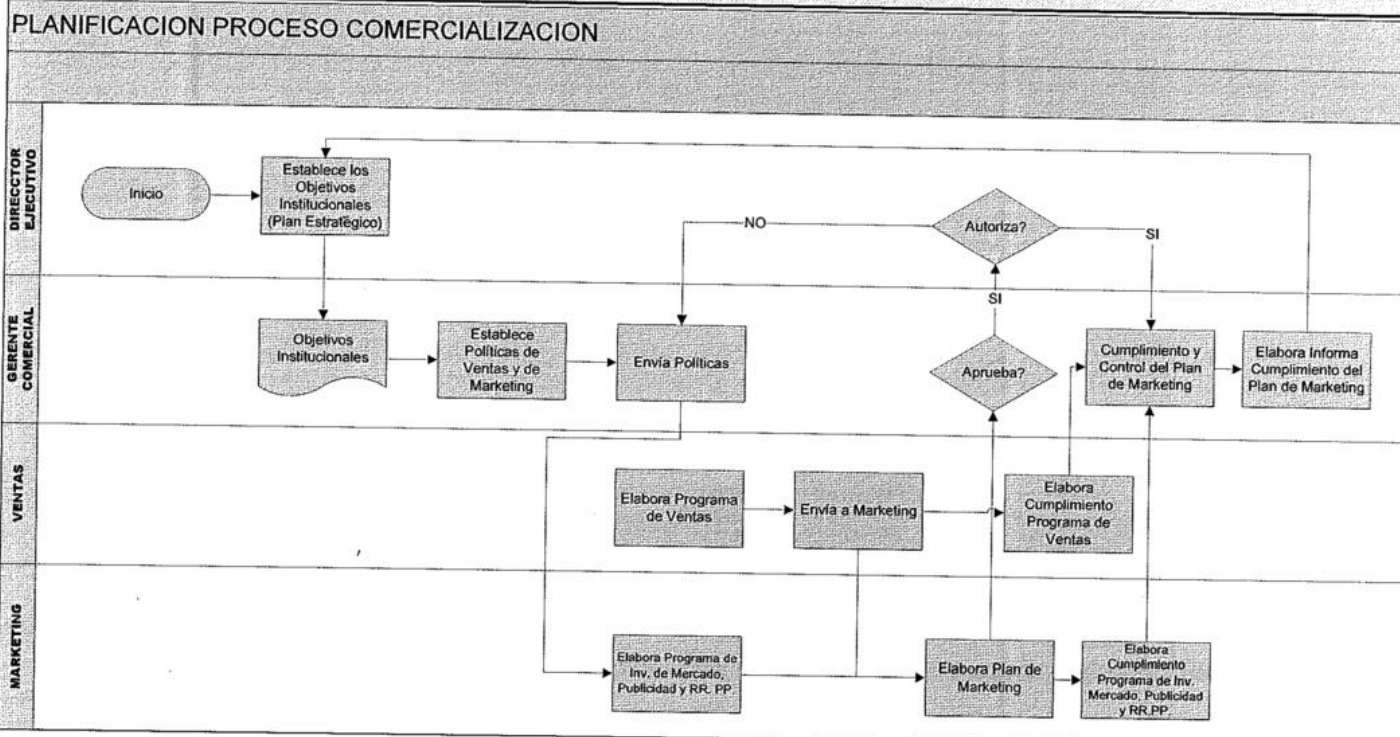 PLANIFICACION PROCESO COMERCIALIZACION
DIRECCTOR
EJECUTIVO
Inicio
Establece los
Objetivos
Institucionales
(Plan Estratégico)
NO
Autoriza?
SI
SI
GERENTE
COMERCIAL
Objetivos
Institucionales
Establece
Políticas de
Ventas y de
Marketing
Envía Políticas
Aprueba?
Cumplimiento y
Control del Plan
de Marketing
Elabora Informa
Cumplimiento del
Plan de Marketing
VENTAS
Elabora Programa
de Ventas
Envía a Marketing
Elabora
Cumplimiento
Programa de
Ventas
MARKETING
Elabora Programa de
Inv. de Mercado,
Publicidad y RR. PP.
Elabora Plan de
Marketing
Elabora
Cumplimiento
Programa de Inv.
Mercado, Publicidad
y RR.PP.